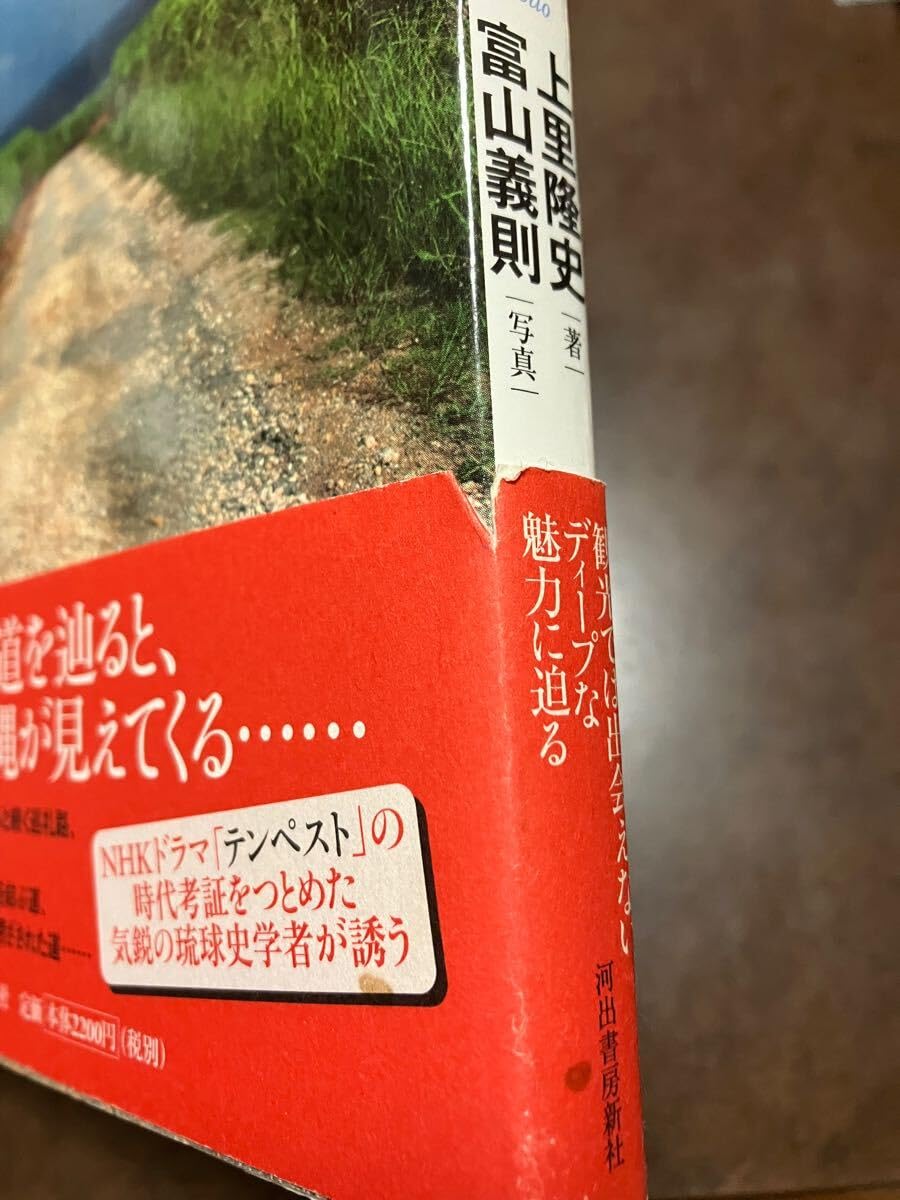 道を辿ると、
縄が見えてくる……
NHKドラマ「テンペスト」の
時代考証をつとめた
気鋭の琉球史学者が誘う
定価 本体2200円(税別)
上里隆史
|著|
富山義則
|写真|
観光では出会えない
ディープな
魅力に迫る
河出書房新社